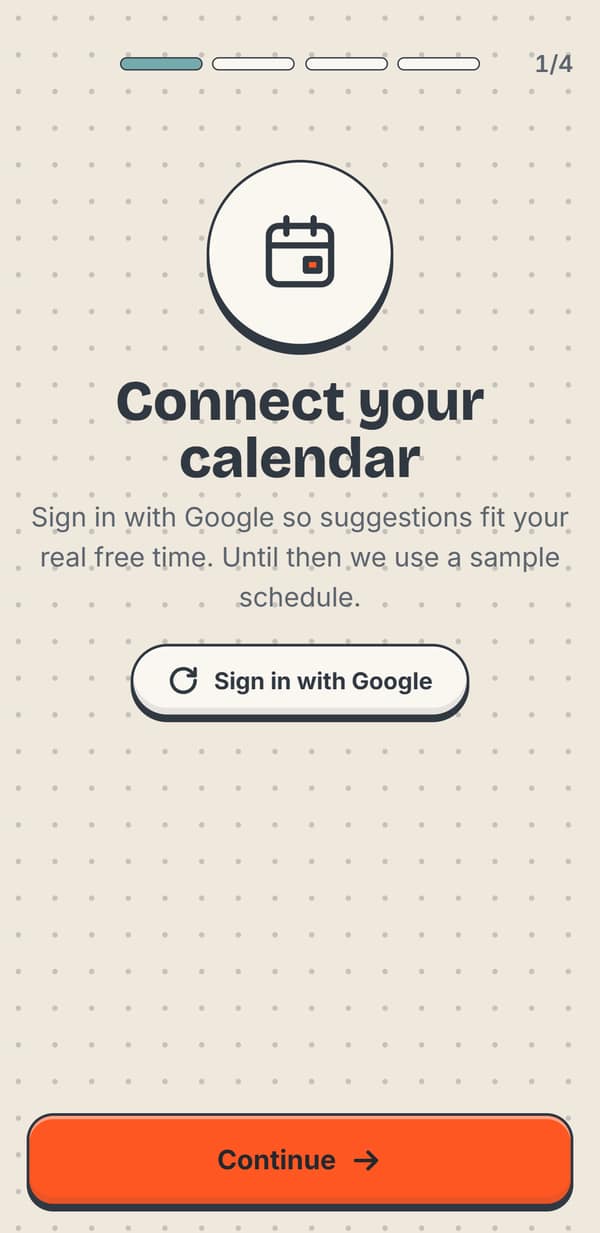 1/4
Connect your
calendar
Sign in with Google so suggestions fit your
real free time. Until then we use a sample
schedule.
Sign in with Google
Continue